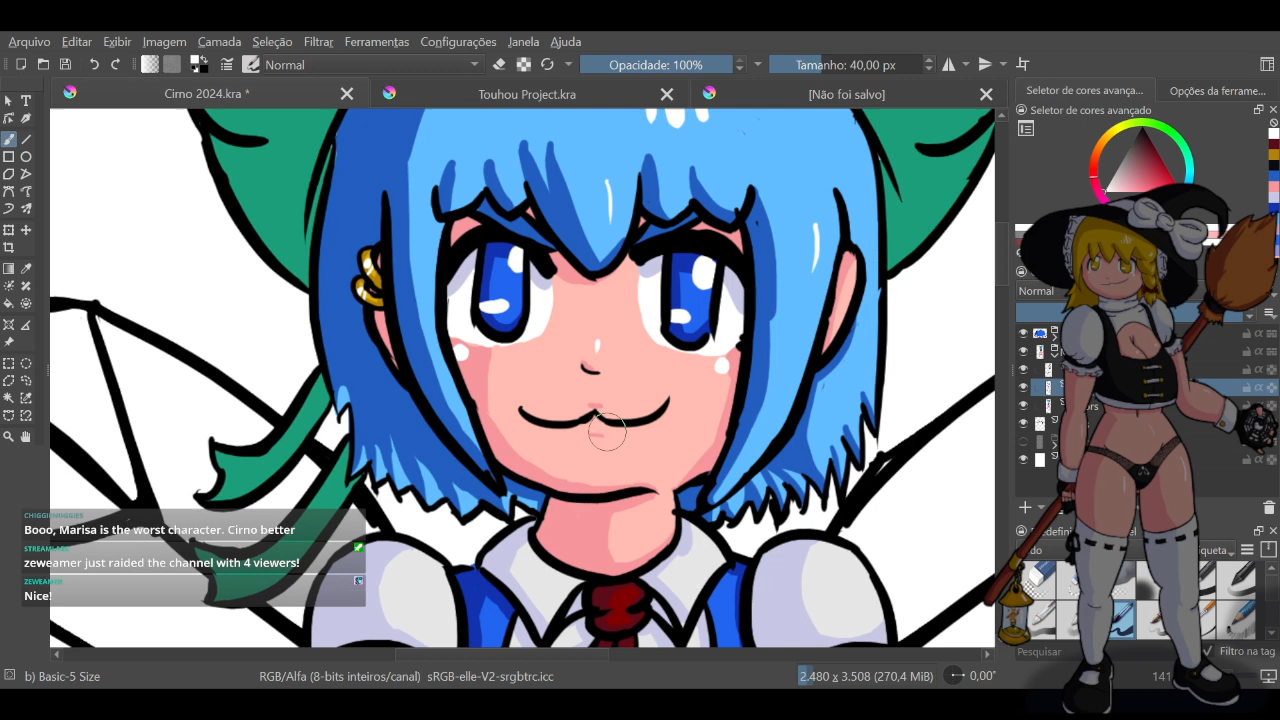 Arquivo Editar Exibir Imagem Camada Seleção Filtrar Ferramentas Configurações Janela Ajuda
Normal Opacidade: 100% Tamanho: 40,00 px
Cirno 2024.kra * Touhou Project.kra [Não foi salvo]
Seletor de cores avança... Opções da ferrame...
Seletor de cores avançado
Normal
CHIGGIE
Booo, Marisa is the worst character. Cirno better
zeweamer just raided the channel with 4 viewers!
ZEWEAMER
Nice!
Pesquisar Filtro na tag
b) Basic-5 Size RGB/Alfa (8-bits inteiros/canal) sRGB-elle-V2-srgbtrc.icc 2.480 x 3.508 (270,4 MiB) 0,00° 141